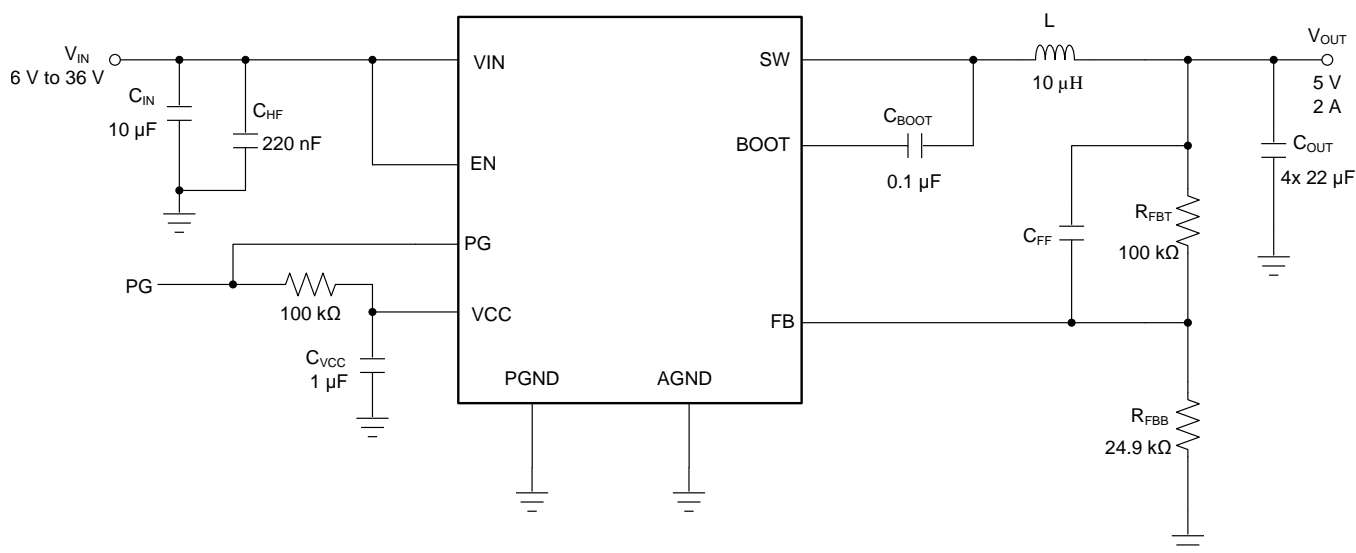 VIN
6 V to 36 V
CIN
10 µF
CHF
220 nF
VIN
EN
PG
VCC
PGND
AGND
SW
BOOT
FB
PG
100 kΩ
CVCC
1 µF
L
10 µH
CBOOT
0.1 µF
CFF
RFBT
100 kΩ
RFBB
24.9 kΩ
VOUT
5 V
2 A
COUT
4x 22 µF